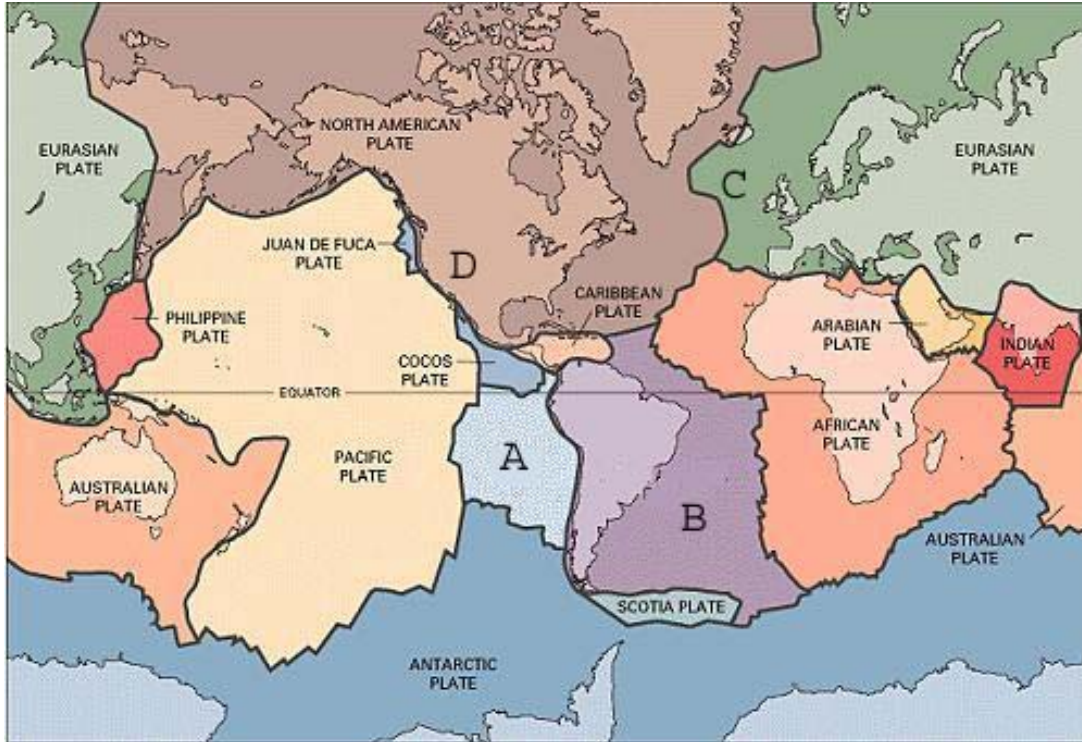 NORTH AMERICAN
PLATE
EURASIAN
PLATE
EURASIAN
PLATE
C
JUAN DE FUCA
PLATE
D
CARIBBEAN
PLATE
PHILIPPINE
PLATE
ARABIAN
PLATE
INDIAN
PLATE
COCOS
PLATE
EQUATOR
AFRICAN
PLATE
A
PACIFIC
PLATE
AUSTRALIAN
PLATE
B
AUSTRALIAN
PLATE
SCOTIA PLATE
ANTARCTIC
PLATE